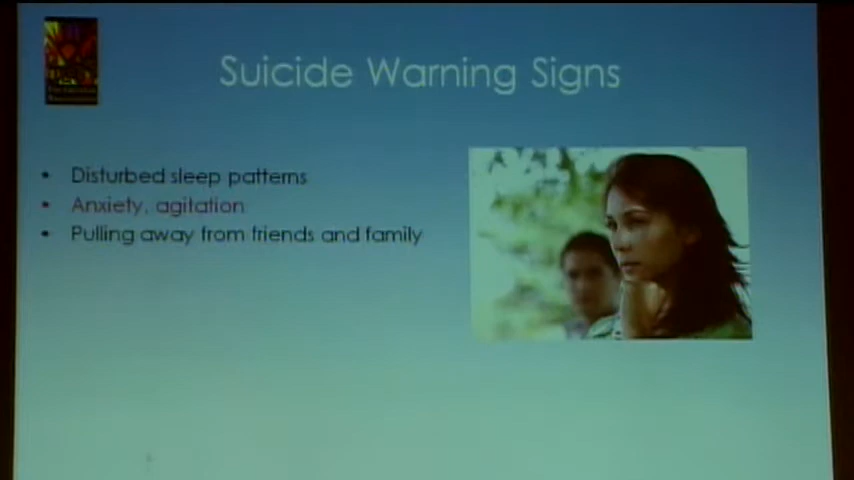 Suicide Warning Signs
• Disturbed sleep patterns
• Anxiety, agitation
• Pulling away from friends and family